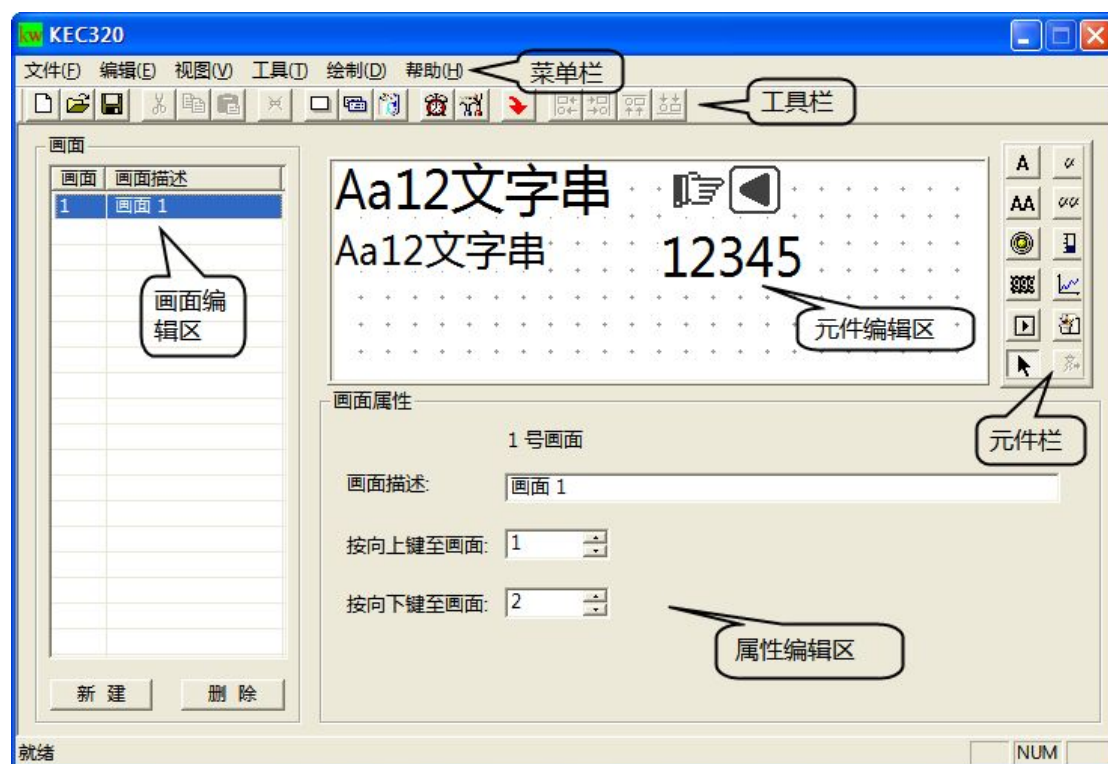 kw KEC320
文件(F) 编辑(E) 视图(V) 工具(T) 绘制(D) 帮助(H)
菜单栏
工具栏
画面
画面 画面描述
1 画面 1
画面编
辑区
新 建 删 除
Aa12文字串
Aa12文字串 12345
元件编辑区
A α
AA αα
元件栏
画面属性
1 号画面
画面描述: 画面 1
按向上键至画面: 1
按向下键至画面: 2
属性编辑区
就绪 NUM